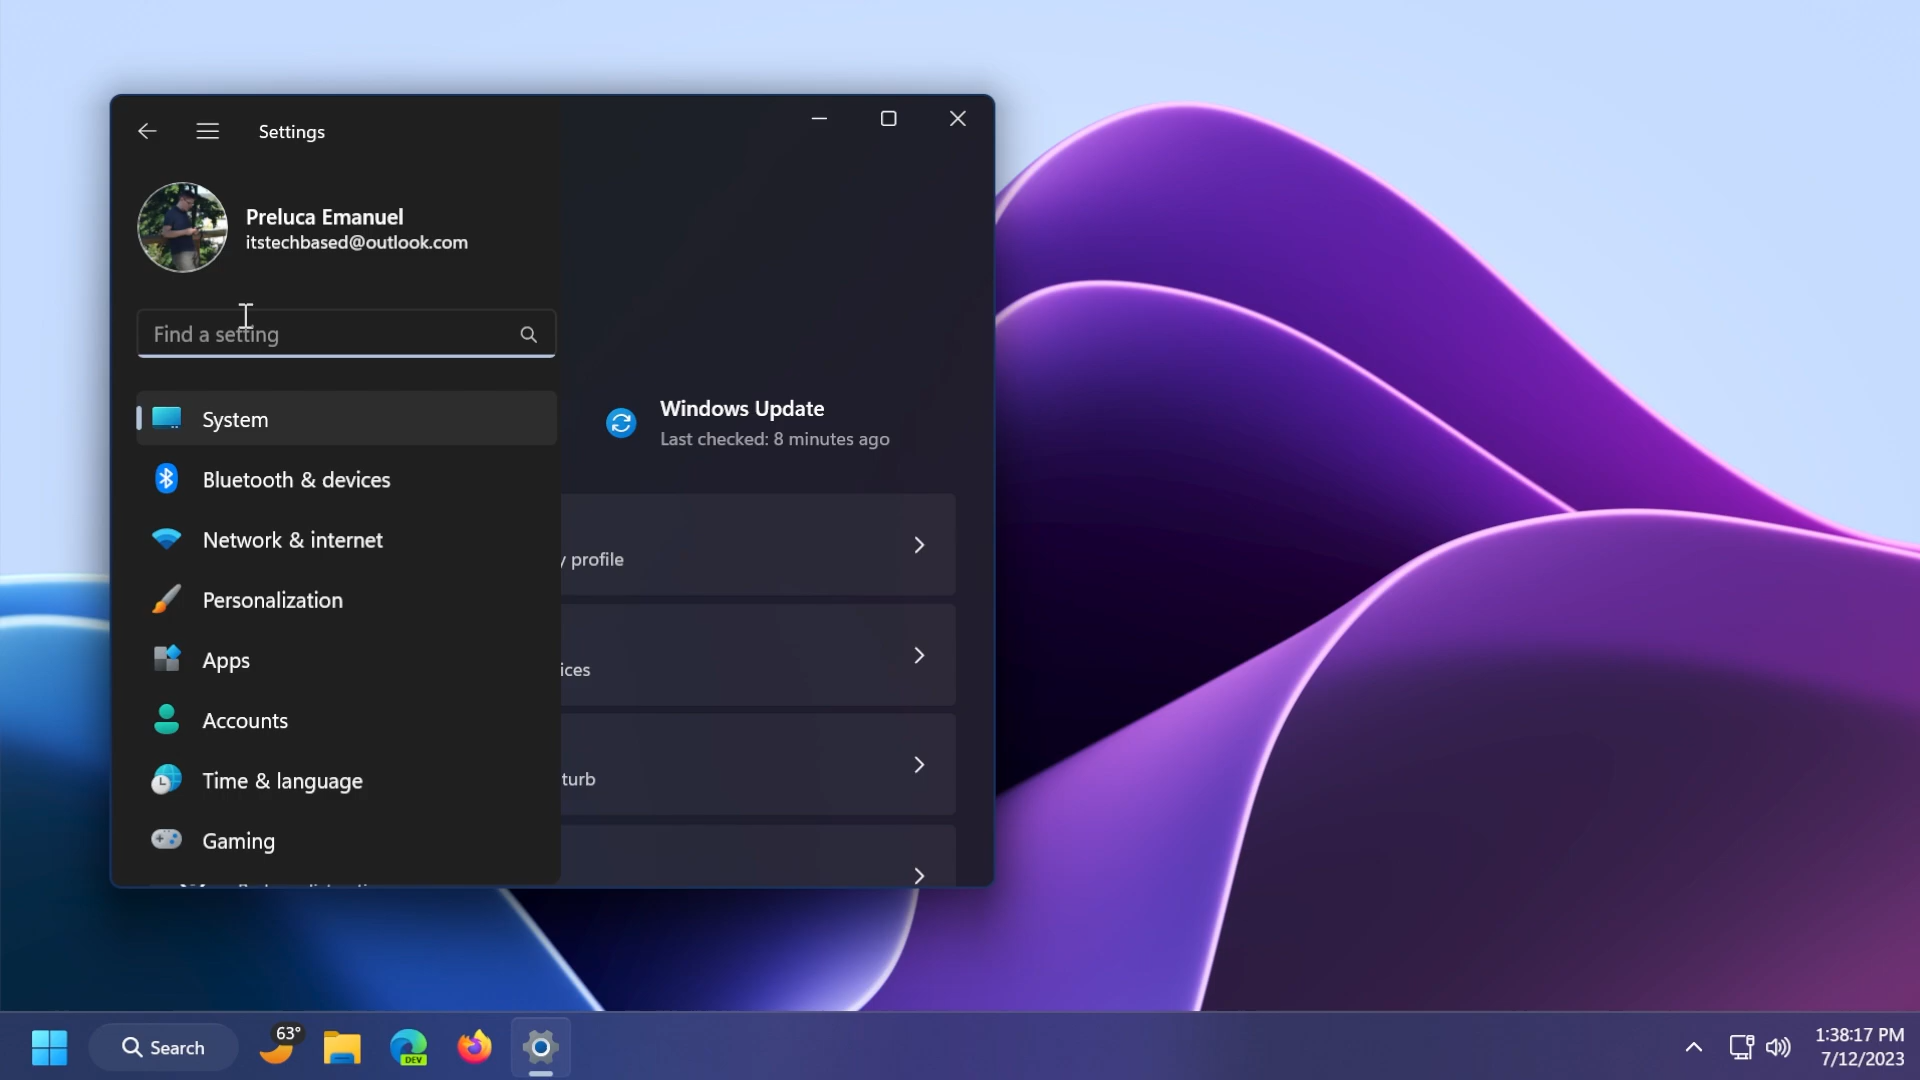 Settings
Preluca Emanuel
itstechbased@outlook.com
Find a setting
System
Bluetooth & devices
Network & internet
Personalization
Apps
Accounts
Time & language
Gaming
Windows Update
Last checked: 8 minutes ago
y profile
ices
turb
Search
63°
DEV
1:38:17 PM
7/12/2023